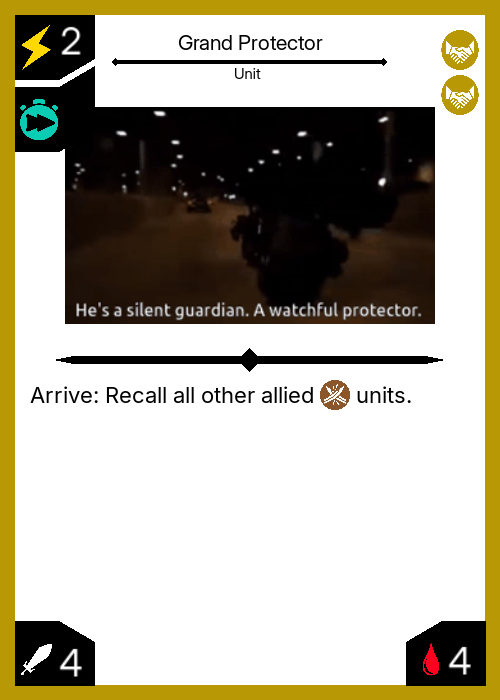 2
Grand Protector
Unit
He's a silent guardian. A watchful protector.
Arrive: Recall all other allied units.
4
4